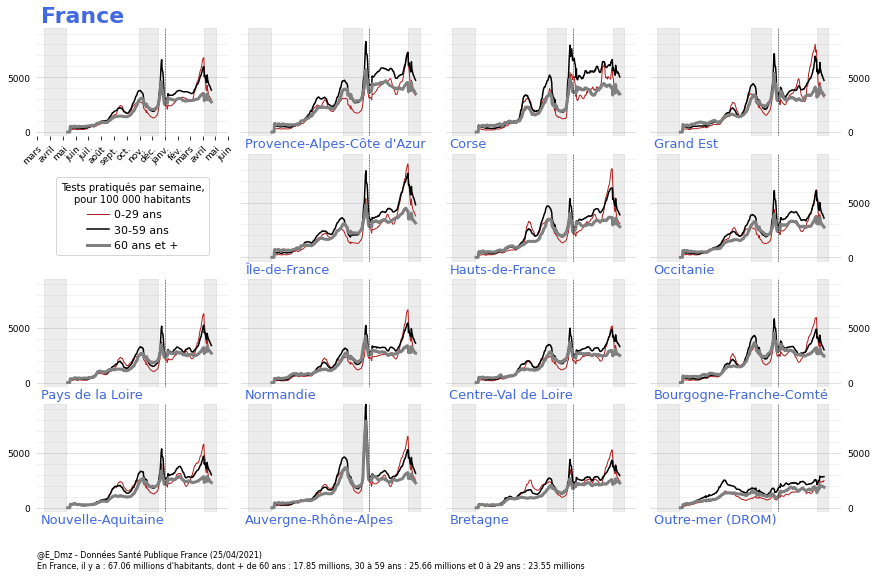 France
5000
0
5000
0
mars
avril
mai
juin
juil.
août
sept.
oct.
nov.
déc.
janv.
fév.
mars
avril
mai
juin
Provence-Alpes-Côte d'Azur
Corse
Grand Est
Tests pratiqués par semaine,
pour 100 000 habitants
0-29 ans
30-59 ans
60 ans et +
5000
0
Île-de-France
Hauts-de-France
Occitanie
5000
0
5000
0
Pays de la Loire
Normandie
Centre-Val de Loire
Bourgogne-Franche-Comté
5000
0
5000
0
Nouvelle-Aquitaine
Auvergne-Rhône-Alpes
Bretagne
Outre-mer (DROM)
@E_Dmz - Données Santé Publique France (25/04/2021)
En France, il y a : 67.06 millions d'habitants, dont + de 60 ans : 17.85 millions, 30 à 59 ans : 25.66 millions et 0 à 29 ans : 23.55 millions